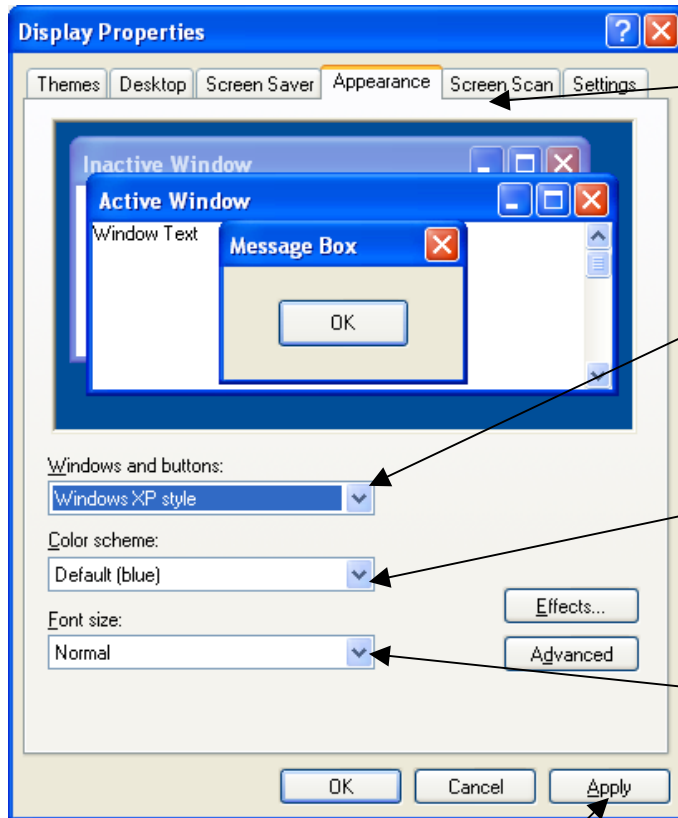 Display Properties
Themes Desktop Screen Saver Appearance Screen Scan Settings
Inactive Window
Active Window
Window Text
Message Box
OK
Windows and buttons:
Windows XP style
Color scheme:
Default (blue)
Effects...
Font size:
Normal
Advanced
OK Cancel Apply